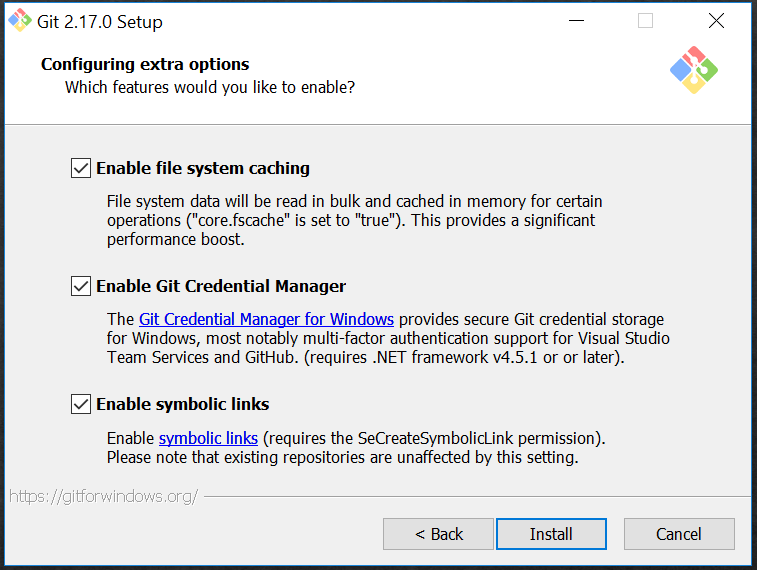 Git 2.17.0 Setup
Configuring extra options
Which features would you like to enable?
Enable file system caching
File system data will be read in bulk and cached in memory for certain
operations ("core.fscache" is set to "true"). This provides a significant
performance boost.
Enable Git Credential Manager
The Git Credential Manager for Windows provides secure Git credential storage
for Windows, most notably multi-factor authentication support for Visual Studio
Team Services and GitHub. (requires .NET framework v4.5.1 or or later).
Enable symbolic links
Enable symbolic links (requires the SeCreateSymbolicLink permission).
Please note that existing repositories are unaffected by this setting.
https://gitforwindows.org/
< Back Install Cancel